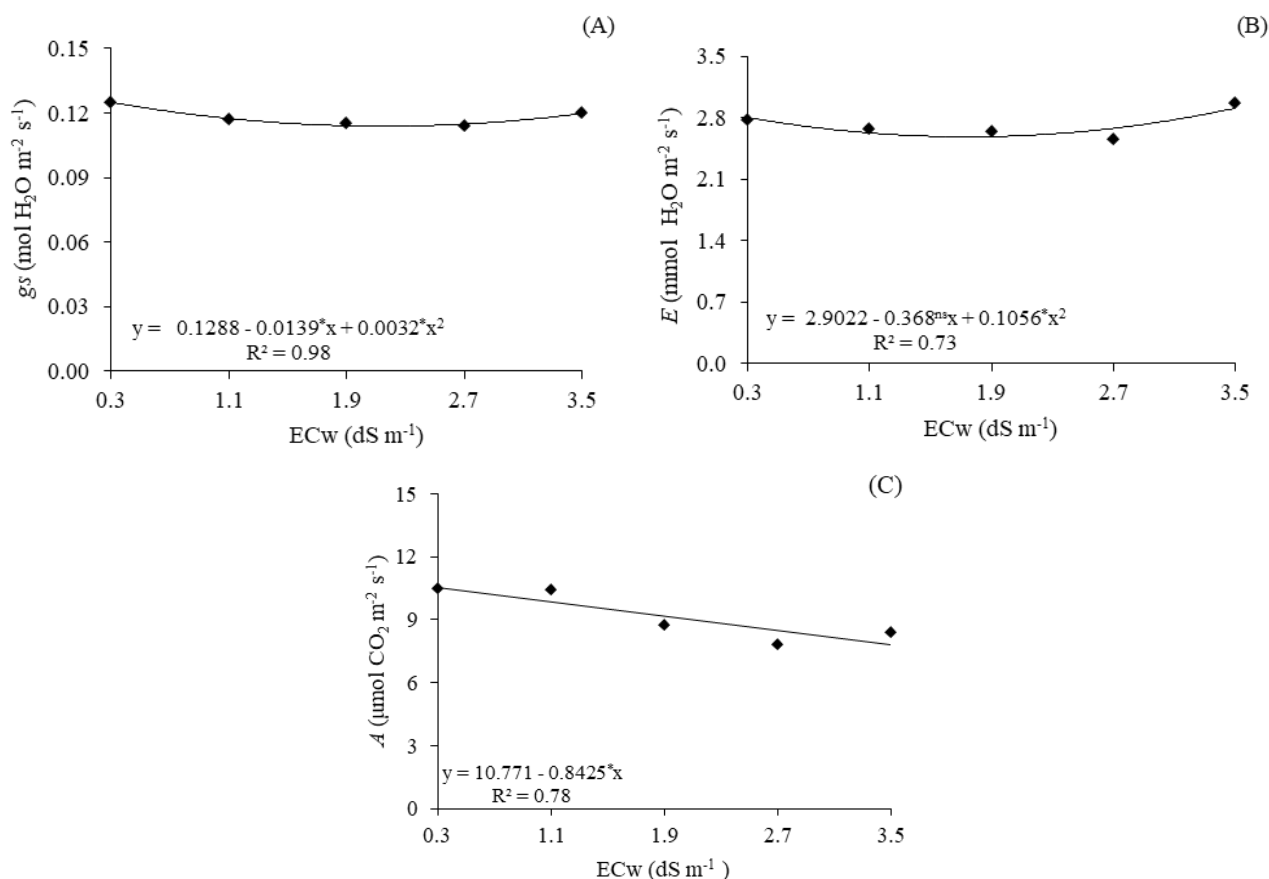 (A)
0.15
0.12
0.09
0.06
0.03
0.00
gs (mol H₂O m⁻² s⁻¹)
y = 0.1288 - 0.0139*x + 0.0032*x²
R² = 0.98
0.3 1.1 1.9 2.7 3.5
ECw (dS m⁻¹)
(B)
3.5
2.8
2.1
1.4
0.7
0.0
E (mmol H₂O m⁻² s⁻¹)
y = 2.9022 - 0.368ⁿˢx + 0.1056*x²
R² = 0.73
0.3 1.1 1.9 2.7 3.5
ECw (dS m⁻¹)
(C)
15
12
9
6
3
0
A (µmol CO₂ m⁻² s⁻¹)
y = 10.771 - 0.8425*x
R² = 0.78
0.3 1.1 1.9 2.7 3.5
ECw (dS m⁻¹ )